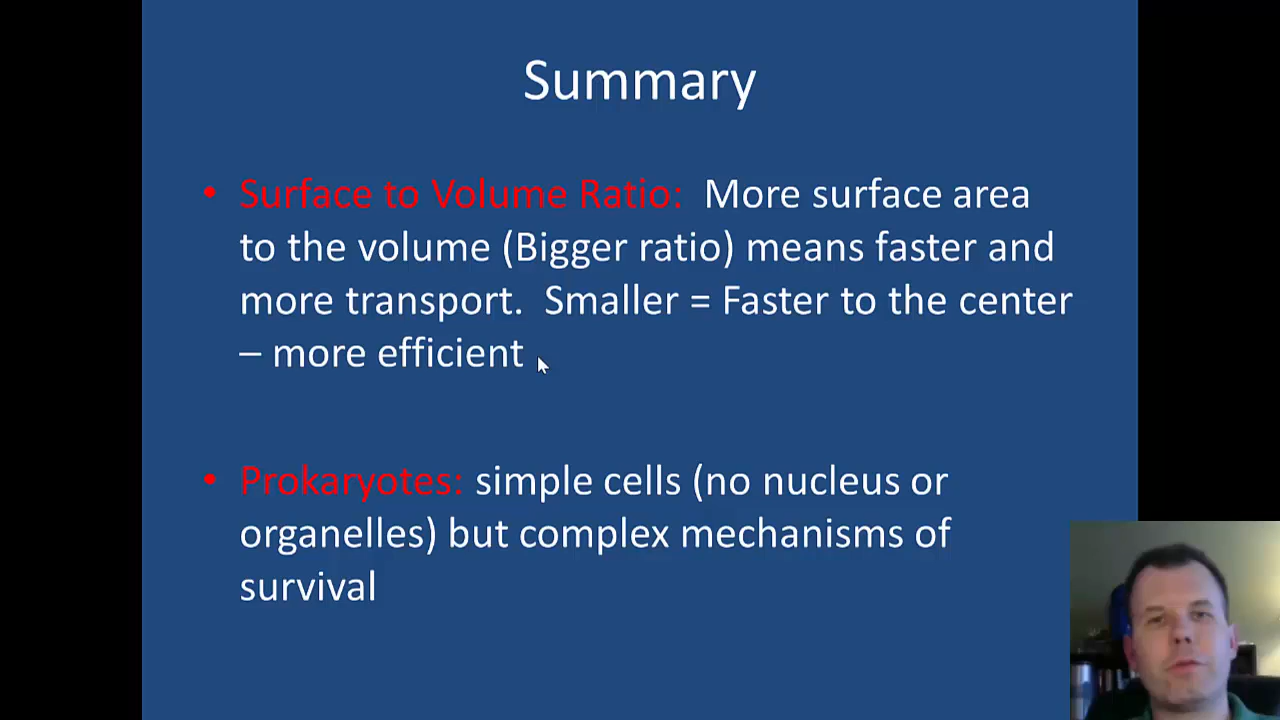 Summary
• Surface to Volume Ratio: More surface area
to the volume (Bigger ratio) means faster and
more transport. Smaller = Faster to the center
– more efficient
• Prokaryotes: simple cells (no nucleus or
organelles) but complex mechanisms of
survival